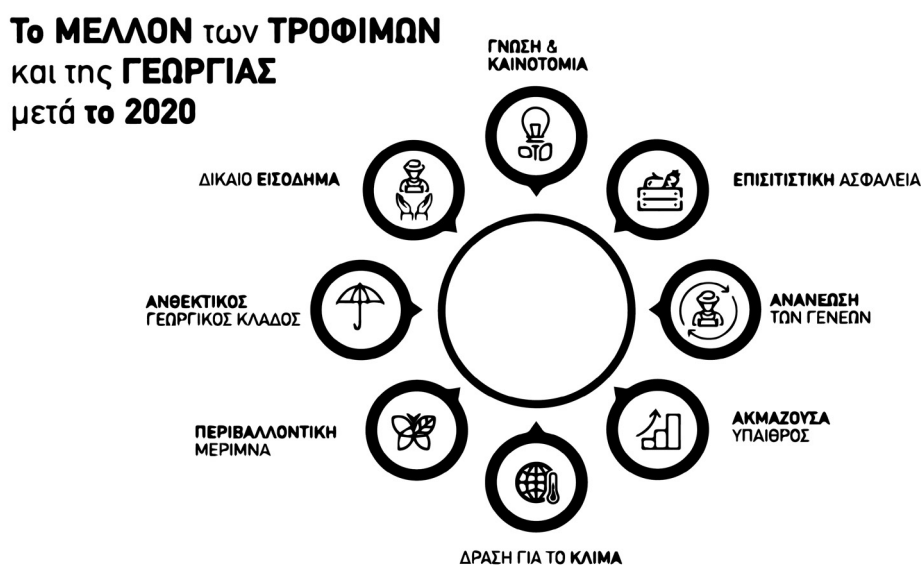 Το ΜΕΛΛΟΝ των ΤΡΟΦΙΜΩΝ
και της ΓΕΩΡΓΙΑΣ
μετά το 2020
ΓΝΩΣΗ &
ΚΑΙΝΟΤΟΜΙΑ
ΕΠΙΣΙΤΙΣΤΙΚΗ ΑΣΦΑΛΕΙΑ
ΑΝΑΝΕΩΣΗ
ΤΩΝ ΓΕΝΕΩΝ
ΑΚΜΑΖΟΥΣΑ
ΥΠΑΙΘΡΟΣ
ΔΡΑΣΗ ΓΙΑ ΤΟ ΚΛΙΜΑ
ΠΕΡΙΒΑΛΛΟΝΤΙΚΗ
ΜΕΡΙΜΝΑ
ΑΝΘΕΚΤΙΚΟΣ
ΓΕΩΡΓΙΚΟΣ ΚΛΑΔΟΣ
ΔΙΚΑΙΟ ΕΙΣΟΔΗΜΑ